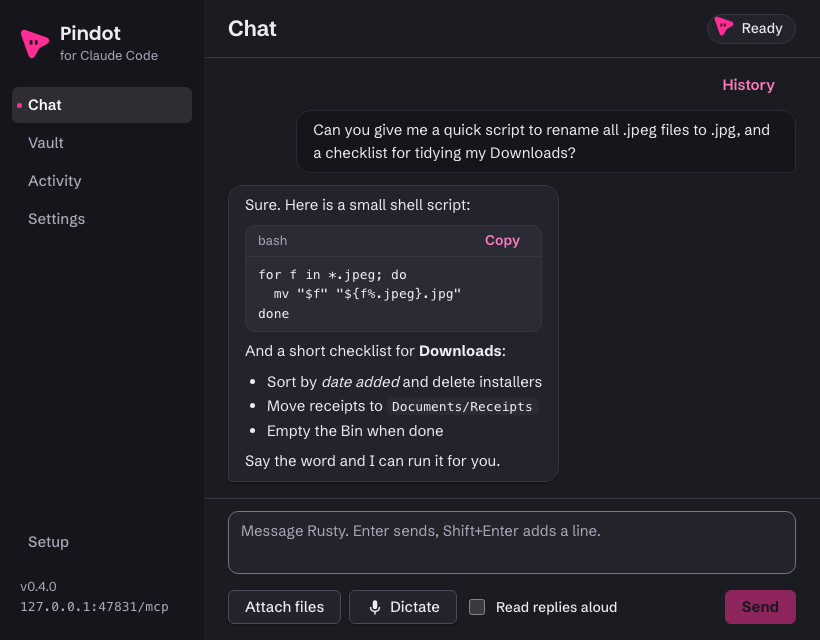 Pindot
for Claude Code
Chat
Vault
Activity
Settings
Setup
v0.4.0
127.0.0.1:47831/mcp
Chat
Ready
History
Can you give me a quick script to rename all .jpeg files to .jpg, and
a checklist for tidying my Downloads?
Sure. Here is a small shell script:
bash
Copy
for f in *.jpeg; do
  mv "$f" "${f%.jpeg}.jpg"
done
And a short checklist for Downloads:
• Sort by date added and delete installers
• Move receipts to Documents/Receipts
• Empty the Bin when done
Say the word and I can run it for you.
Message Rusty. Enter sends, Shift+Enter adds a line.
Attach files
Dictate
Read replies aloud
Send